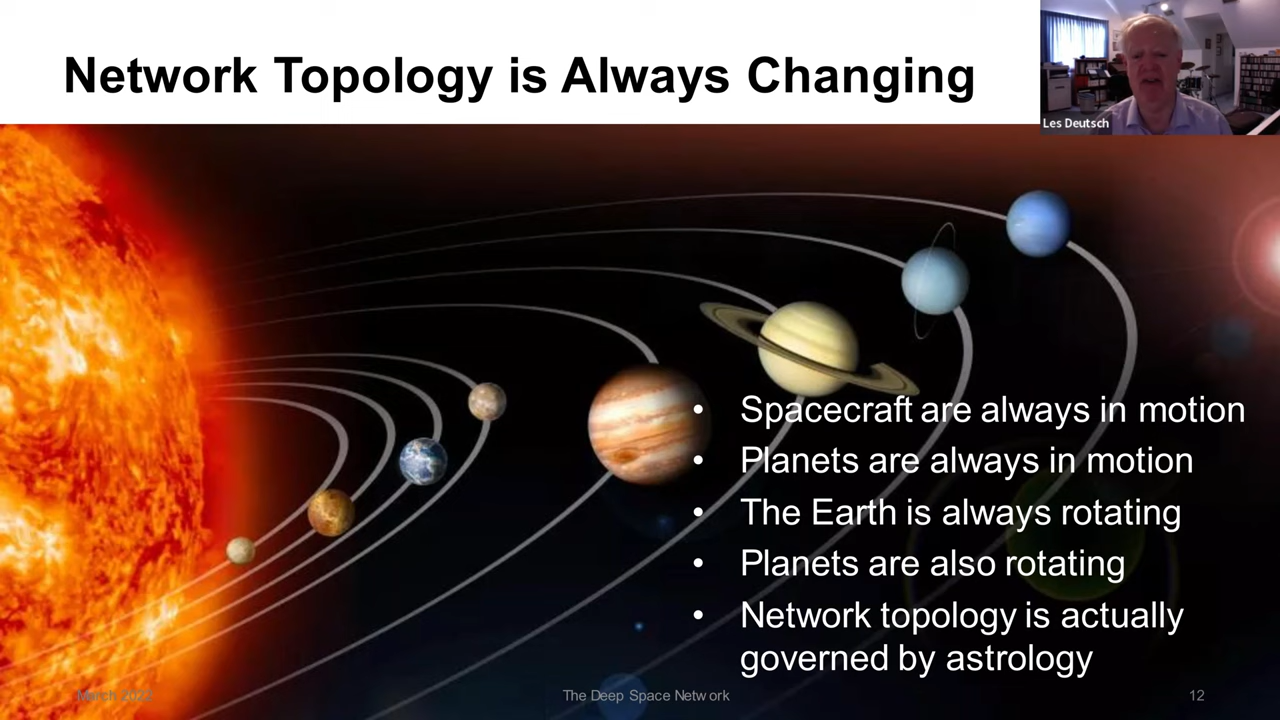 Network Topology is Always Changing
Les Deutsch
• Spacecraft are always in motion
• Planets are always in motion
• The Earth is always rotating
• Planets are also rotating
• Network topology is actually
governed by astrology
March 2022
The Deep Space Network
12